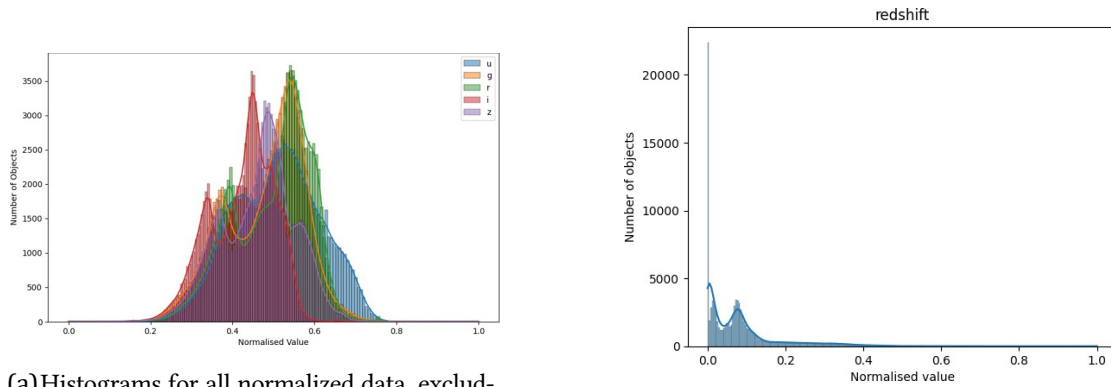 3500
3000
2500
2000
1500
1000
500
0
Number of Objects
0.0 0.2 0.4 0.6 0.8 1.0
Normalised Value
u
g
r
i
z
(a)Histograms for all normalized data, exclud-
redshift
20000
15000
10000
5000
0
Number of objects
0.0 0.2 0.4 0.6 0.8 1.0
Normalised value